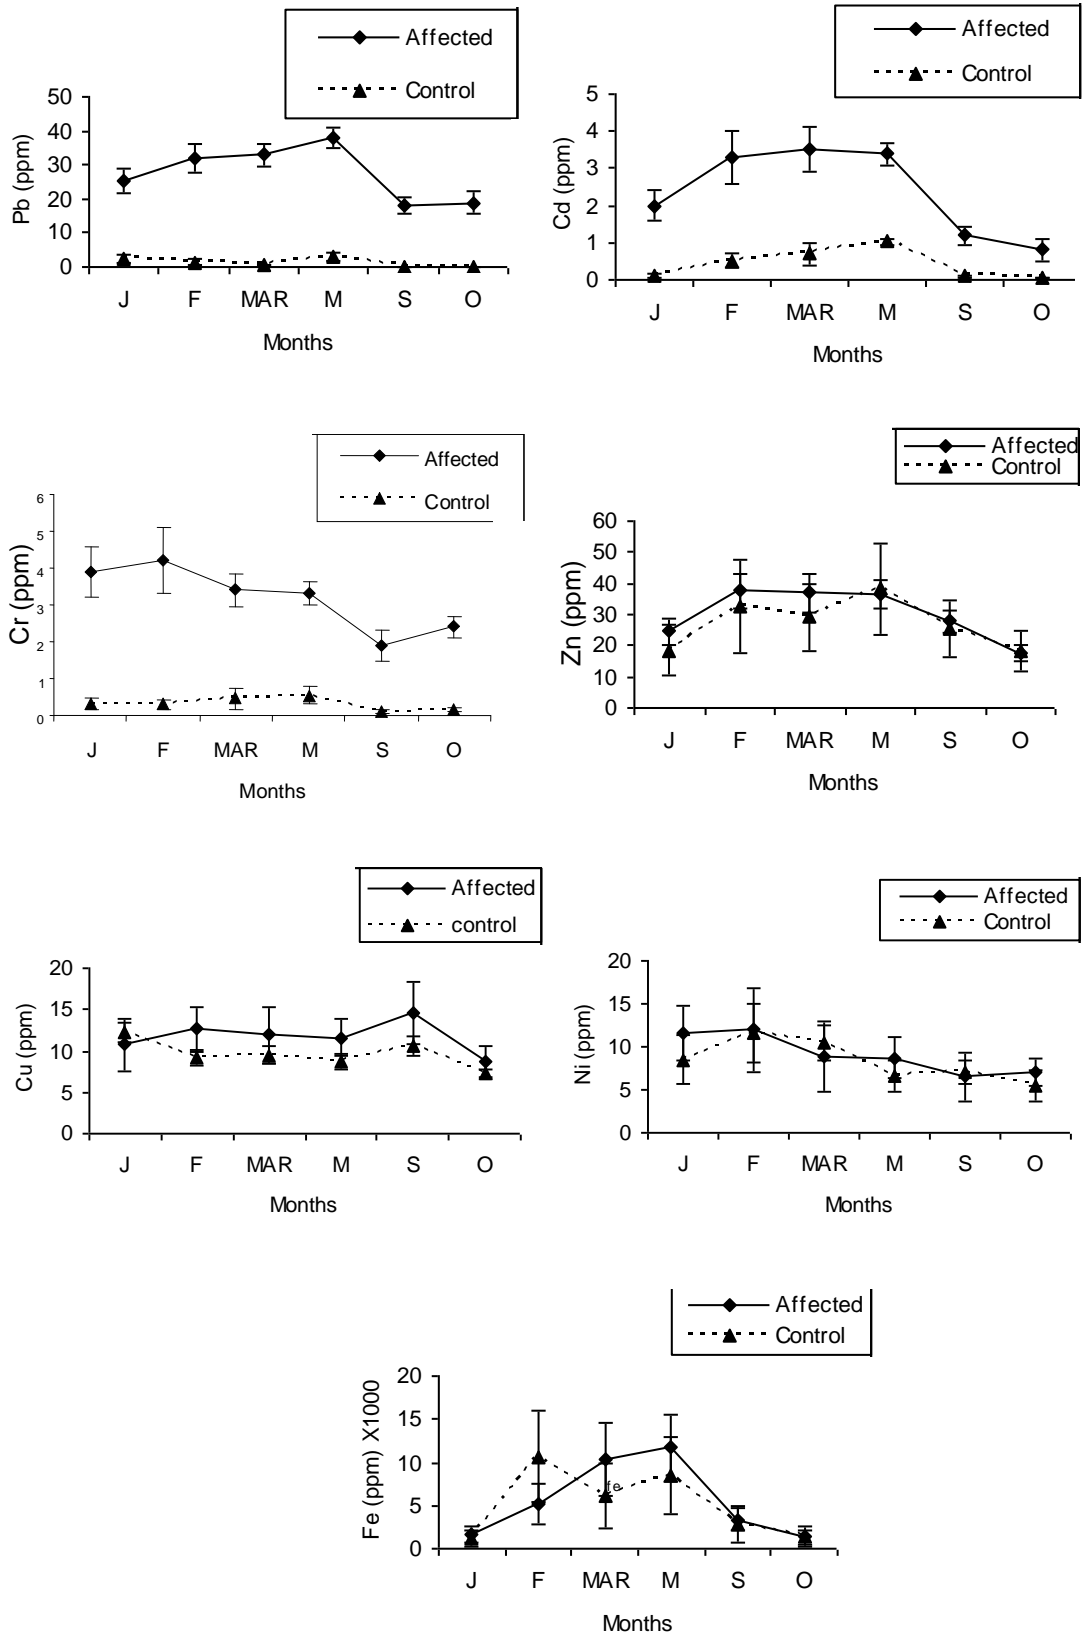 Affected
Control
Pb (ppm)
50
40
30
20
10
0
J F MAR M S O
Months
Affected
Control
Cd (ppm)
5
4
3
2
1
0
J F MAR M S O
Months
Affected
Control
Cr (ppm)
6
5
4
3
2
1
0
J F MAR M S O
Months
Affected
Control
Zn (ppm)
60
50
40
30
20
10
0
J F MAR M S O
Months
Affected
control
Cu (ppm)
20
15
10
5
0
J F MAR M S O
Months
Affected
Control
Ni (ppm)
20
15
10
5
0
J F MAR M S O
Months
Affected
Control
Fe (ppm) X1000
20
15
10
5
0
fe
J F MAR M S O
Months